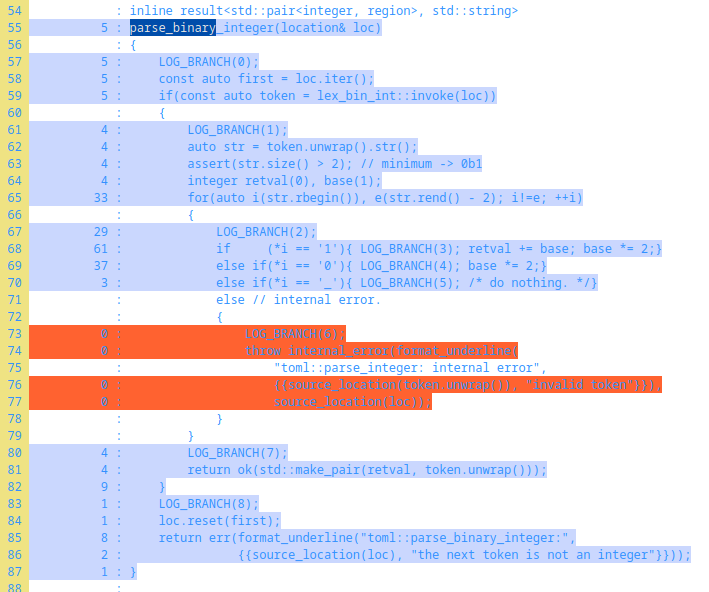 54 : inline result<std::pair<integer, region>, std::string>
55 5 : parse_binary_integer(location& loc)
56 : {
57 5 : LOG_BRANCH(0);
58 5 : const auto first = loc.iter();
59 5 : if(const auto token = lex_bin_int::invoke(loc))
60 : {
61 4 : LOG_BRANCH(1);
62 4 : auto str = token.unwrap().str();
63 4 : assert(str.size() > 2); // minimum -> 0b1
64 4 : integer retval(0), base(1);
65 33 : for(auto i(str.rbegin()), e(str.rend() - 2); i!=e; ++i)
66 : {
67 29 : LOG_BRANCH(2);
68 61 : if (*i == '1'){ LOG_BRANCH(3); retval += base; base *= 2;}
69 37 : else if(*i == '0'){ LOG_BRANCH(4); base *= 2;}
70 3 : else if(*i == '_'){ LOG_BRANCH(5); /* do nothing. */}
71 : else // internal error.
72 : {
73 0 : LOG_BRANCH(6);
74 0 : throw internal_error(format_underline(
75 : "toml::parse_integer: internal error",
76 0 : {{source_location(token.unwrap()), "invalid token"}}),
77 0 : source_location(loc));
78 : }
79 : }
80 4 : LOG_BRANCH(7);
81 4 : return ok(std::make_pair(retval, token.unwrap()));
82 9 : }
83 1 : LOG_BRANCH(8);
84 1 : loc.reset(first);
85 8 : return err(format_underline("toml::parse_binary_integer:",
86 2 : {{source_location(loc), "the next token is not an integer"}}));
87 1 : }
88 :